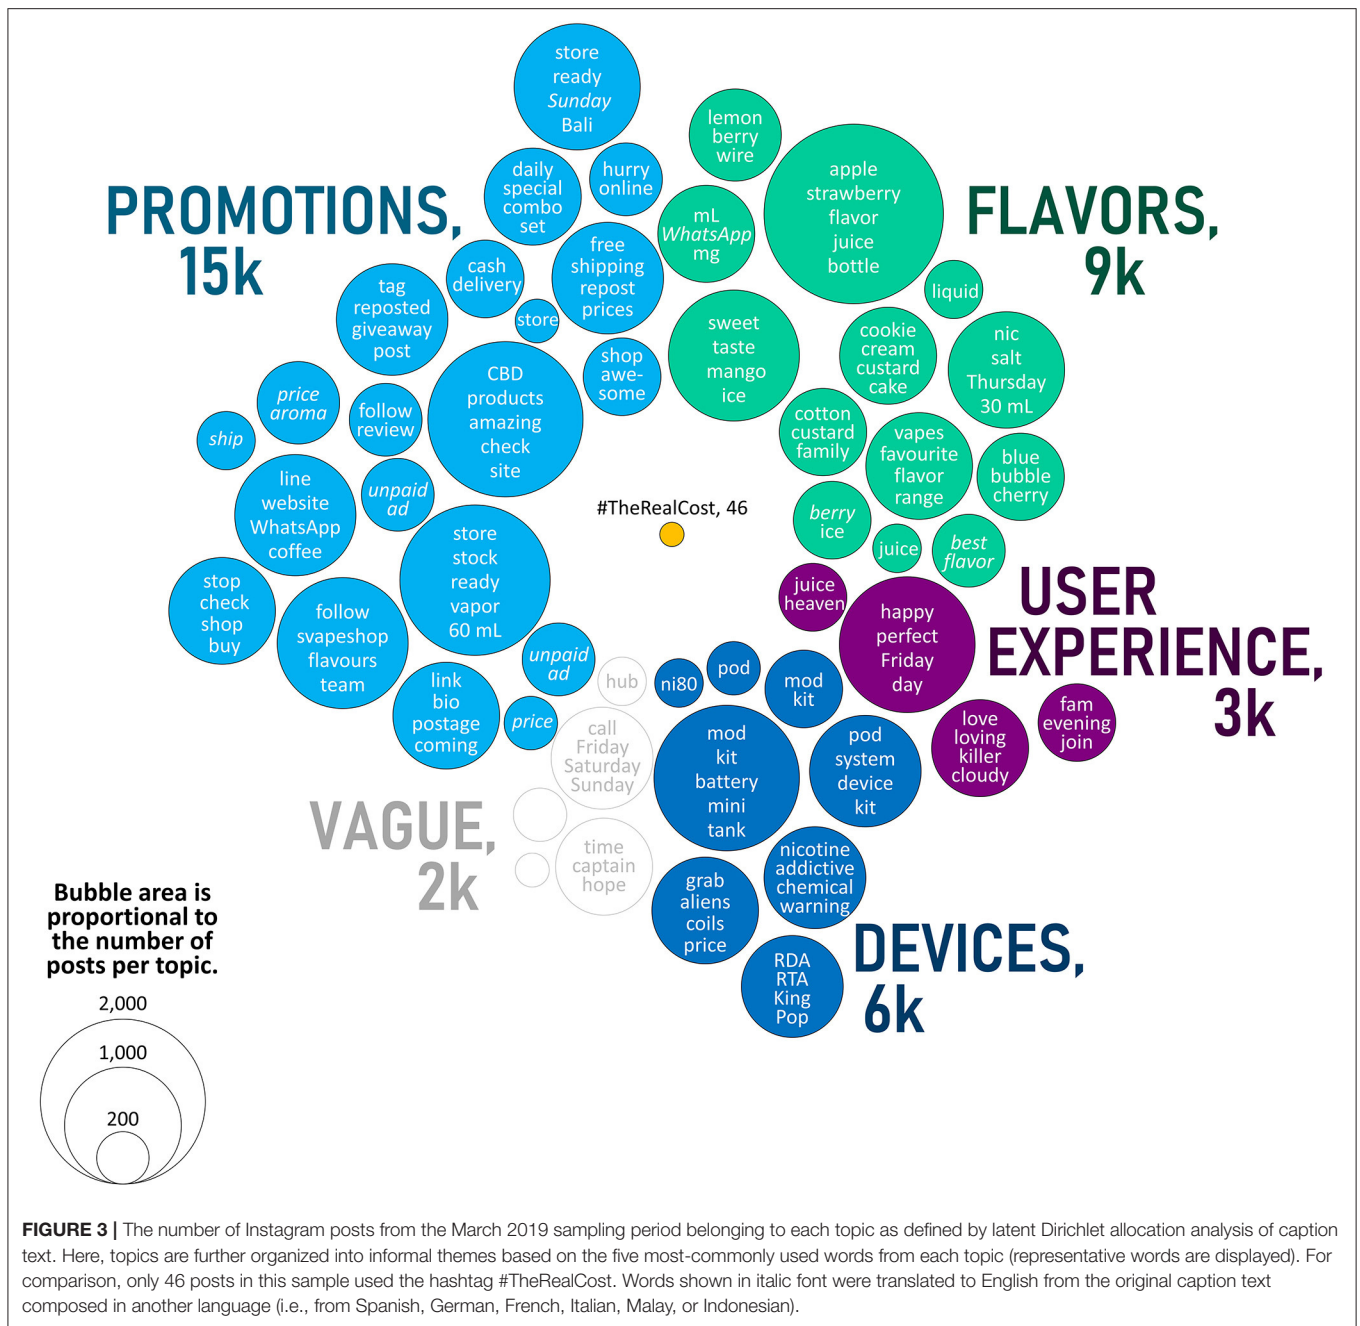 store
ready
Sunday
Bali
daily
special
combo
set
hurry
online
PROMOTIONS,
15k
cash
delivery
free
shipping
repost
prices
tag
reposted
giveaway
post
store
shop
awe-
some
CBD
products
amazing
check
site
price
aroma
follow
review
ship
line
website
WhatsApp
coffee
unpaid
ad
store
stock
ready
vapor
60 mL
stop
check
shop
buy
follow
svapeshop
flavours
team
link
bio
postage
coming
unpaid
ad
price
lemon
berry
wire
apple
strawberry
flavor
juice
bottle
FLAVORS,
9k
mL
WhatsApp
mg
liquid
sweet
taste
mango
ice
cookie
cream
custard
cake
nic
salt
Thursday
30 mL
cotton
custard
family
vapes
favourite
flavor
range
blue
bubble
cherry
berry
ice
juice
best
flavor
#TheRealCost, 46
juice
heaven
happy
perfect
Friday
day
USER
EXPERIENCE,
3k
love
loving
killer
cloudy
fam
evening
join
hub
call
Friday
Saturday
Sunday
time
captain
hope
VAGUE,
2k
ni80
pod
mod
kit
mod
kit
battery
mini
tank
pod
system
device
kit
nicotine
addictive
chemical
warning
grab
aliens
coils
price
RDA
RTA
King
Pop
DEVICES,
6k
Bubble area is
proportional to
the number of
posts per topic.
2,000
1,000
200
FIGURE 3 | The number of Instagram posts from the March 2019 sampling period belonging to each topic as defined by latent Dirichlet allocation analysis of caption
text. Here, topics are further organized into informal themes based on the five most-commonly used words from each topic (representative words are displayed). For
comparison, only 46 posts in this sample used the hashtag #TheRealCost. Words shown in italic font were translated to English from the original caption text
composed in another language (i.e., from Spanish, German, French, Italian, Malay, or Indonesian).